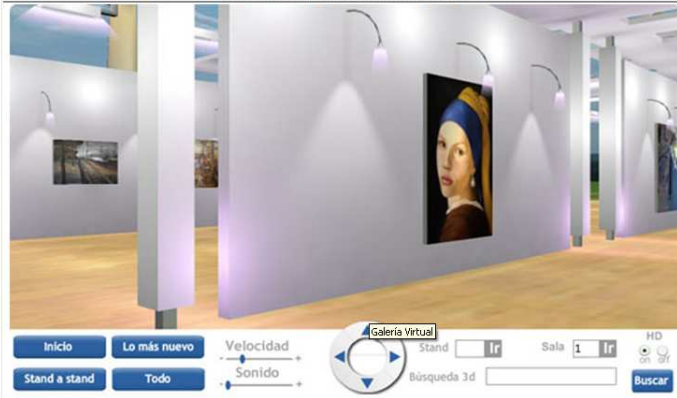 Galería Virtual
Inicio
Lo más nuevo
Velocidad
- +
Stand Ir
Sala 1 Ir
HD
on off
Stand a stand
Todo
Sonido
- +
Búsqueda 3d
Buscar